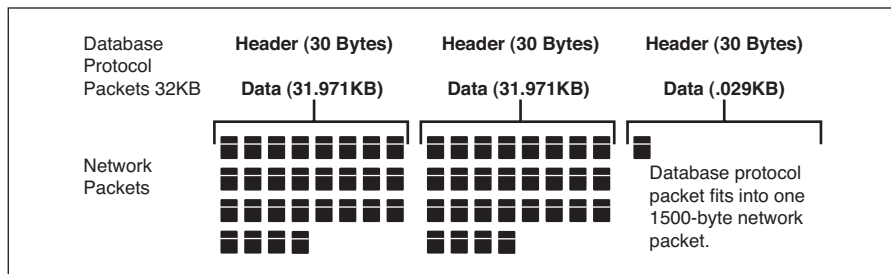 Database
Protocol
Packets 32KB
Header (30 Bytes)
Data (31.971KB)
Header (30 Bytes)
Data (31.971KB)
Header (30 Bytes)
Data (.029KB)
Network
Packets
Database protocol
packet fits into one
1500-byte network
packet.